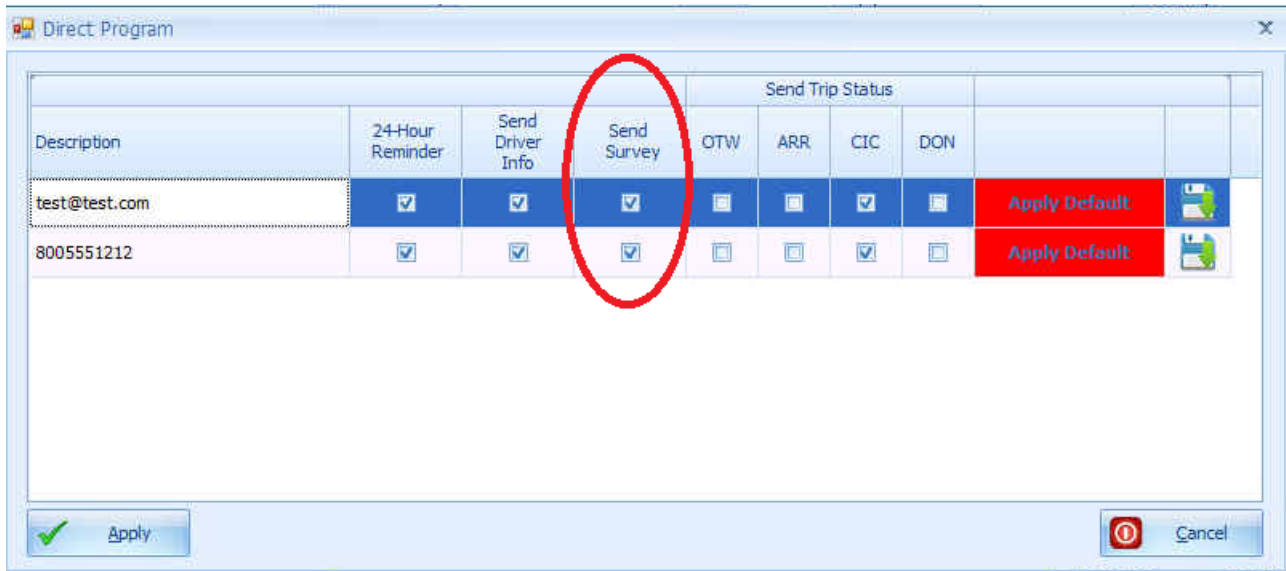 Direct Program
Send Trip Status
Description
24-Hour
Reminder
Send
Driver
Info
Send
Survey
OTW
ARR
CIC
DON
test@test.com
Apply Default
8005551212
Apply Default
Apply
Cancel